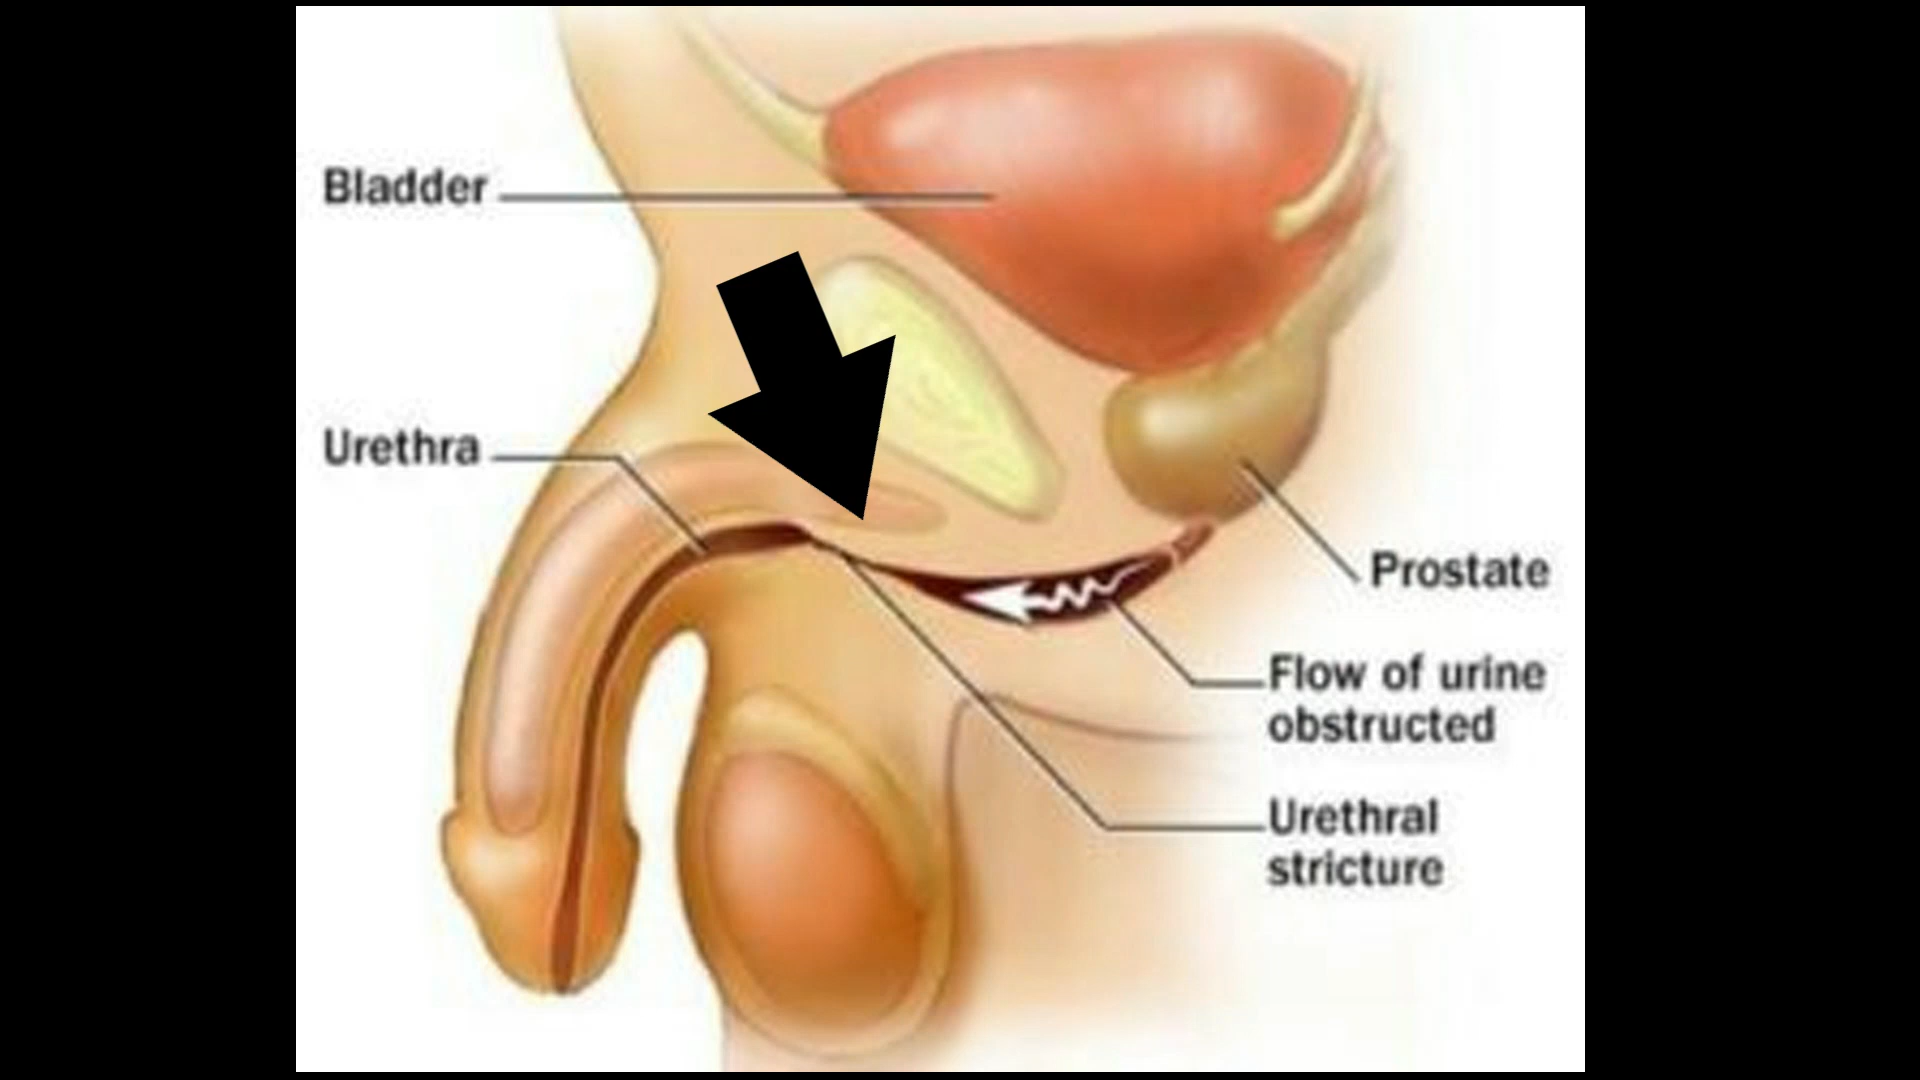 Bladder
Urethra
Prostate
Flow of urine
obstructed
Urethral
stricture